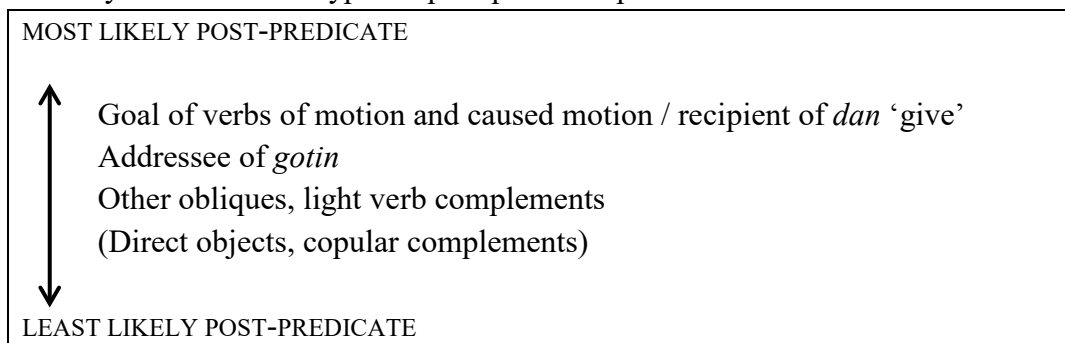 MOST LIKELY POST-PREDICATE
Goal of verbs of motion and caused motion / recipient of dan ‘give’
Addressee of gotin
Other obliques, light verb complements
(Direct objects, copular complements)
LEAST LIKELY POST-PREDICATE